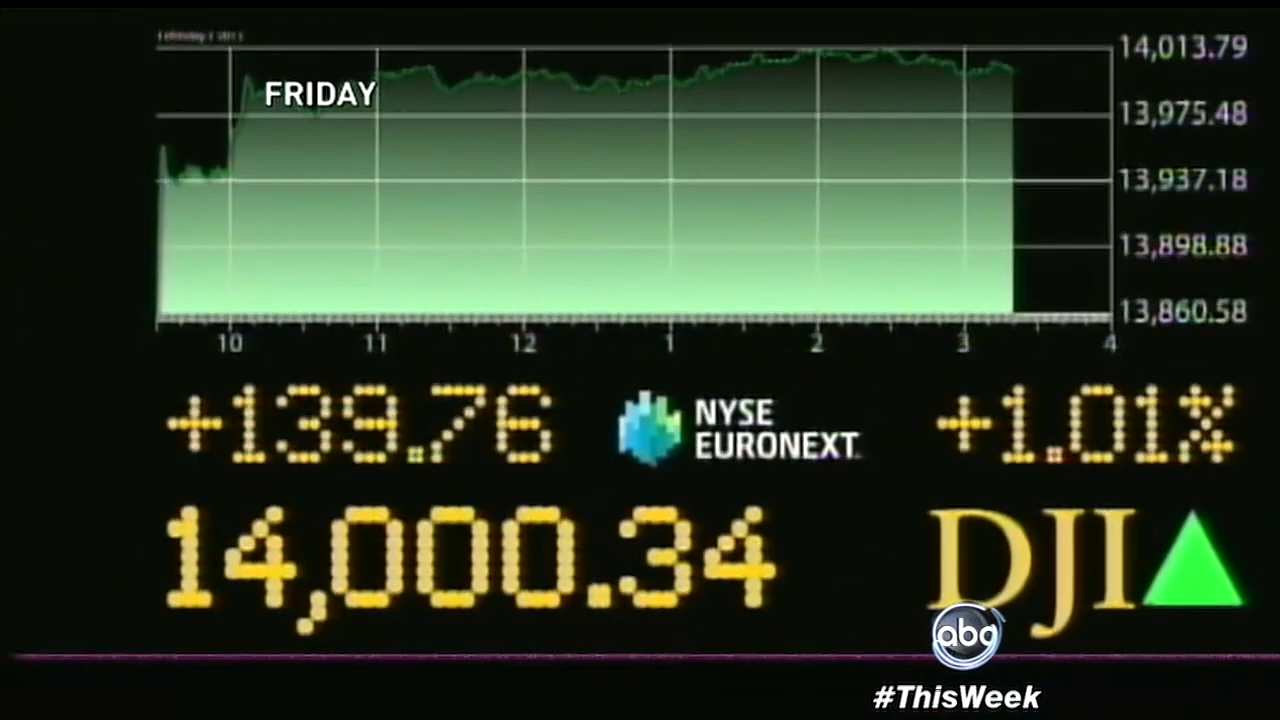 FRIDAY
14,013.79
13,975.48
13,937.18
13,898.88
13,860.58
10 11 12 1 2 3 4
+139.76
NYSE
EURONEXT
+1.01%
14,000.34
DJI
abc
#ThisWeek